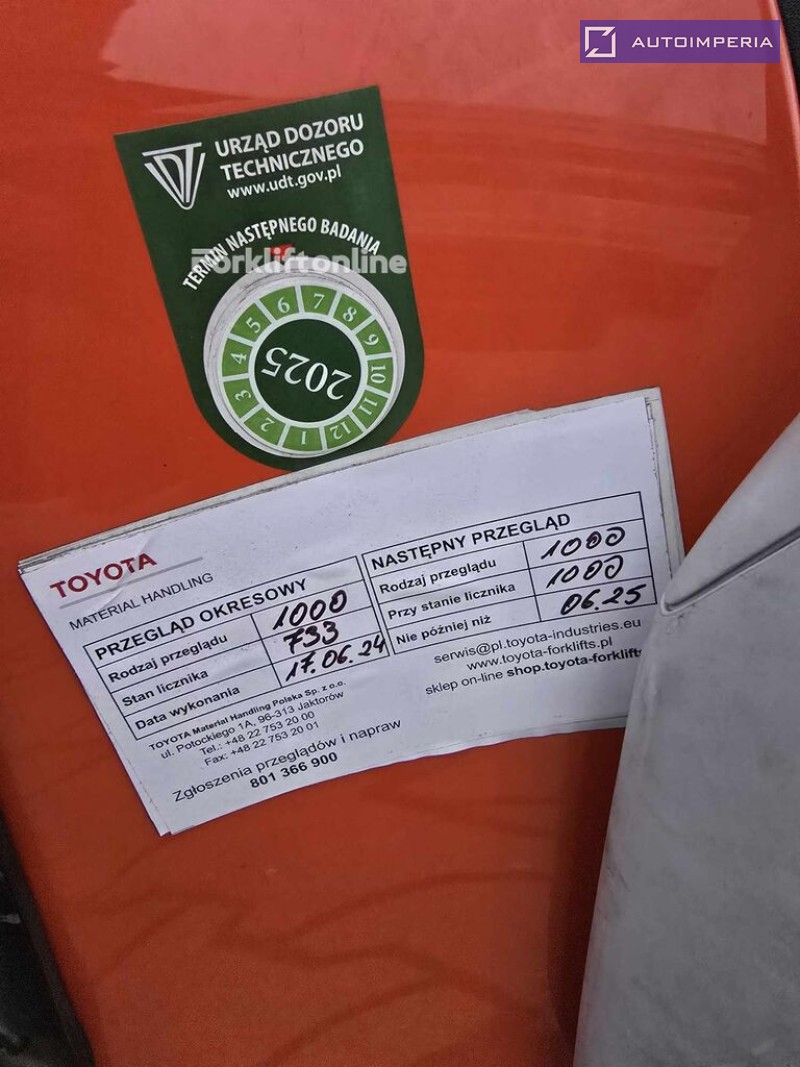 AUTOIMPERIA
UDT
URZĄD DOZORU
TECHNICZNEGO
www.udt.gov.pl
TERMIN NASTĘPNEGO BADANIA
Forkliftonline
1 2 3 4 5 6 7 8 9 10 11 12
2025
TOYOTA
MATERIAL HANDLING
PRZEGLĄD OKRESOWY
Rodzaj przeglądu 1000
Stan licznika 733
Data wykonania 17.06.24
NASTĘPNY PRZEGLĄD
Rodzaj przeglądu 1000
Przy stanie licznika 1000
Nie później niż 06.25
TOYOTA Material Handling Polska Sp. z o.o.
ul. Potockiego 1A, 96-313 Jaktorów
Tel.: +48 22 753 20 00
Fax: +48 22 753 20 01
Zgłoszenia przeglądów i napraw
801 366 900
serwis@pl.toyota-industries.eu
www.toyota-forklifts.pl
sklep on-line shop.toyota-forklifts